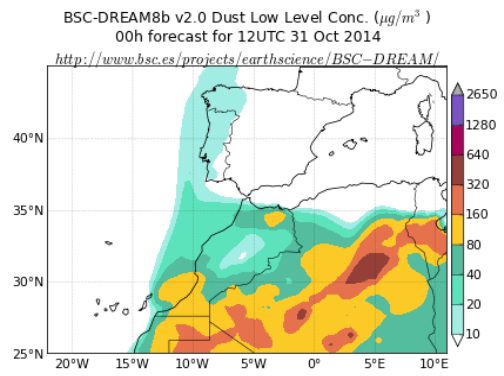 BSC-DREAM8b v2.0 Dust Low Level Conc. (μg/m³ )
00h forecast for 12UTC 31 Oct 2014
http://www.bsc.es/projects/earthscience/BSC−DREAM/
40°N
35°N
30°N
25°N
20°W
15°W
10°W
5°W
0°
5°E
10°E
2650
1280
640
320
160
80
40
20
10